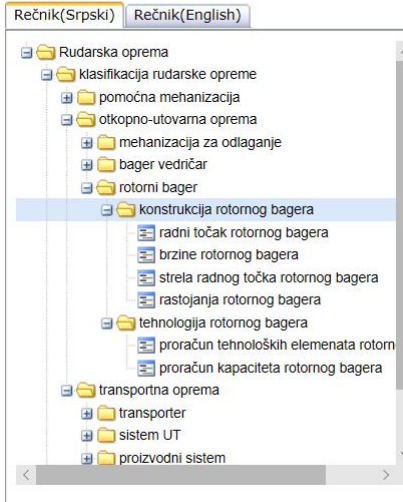 Rečnik(Srpski) Rečnik(English)
Rudarska oprema
klasifikacija rudarske opreme
pomoćna mehanizacija
otkopno-utovarna oprema
mehanizacija za odlaganje
bager vedričar
rotorni bager
konstrukcija rotornog bagera
radni točak rotornog bagera
brzine rotornog bagera
strela radnog točka rotornog bagera
rastojanja rotornog bagera
tehnologija rotornog bagera
proračun tehnoloških elemenata rotorn
proračun kapaciteta rotornog bagera
transportna oprema
transporter
sistem UT
proizvodni sistem